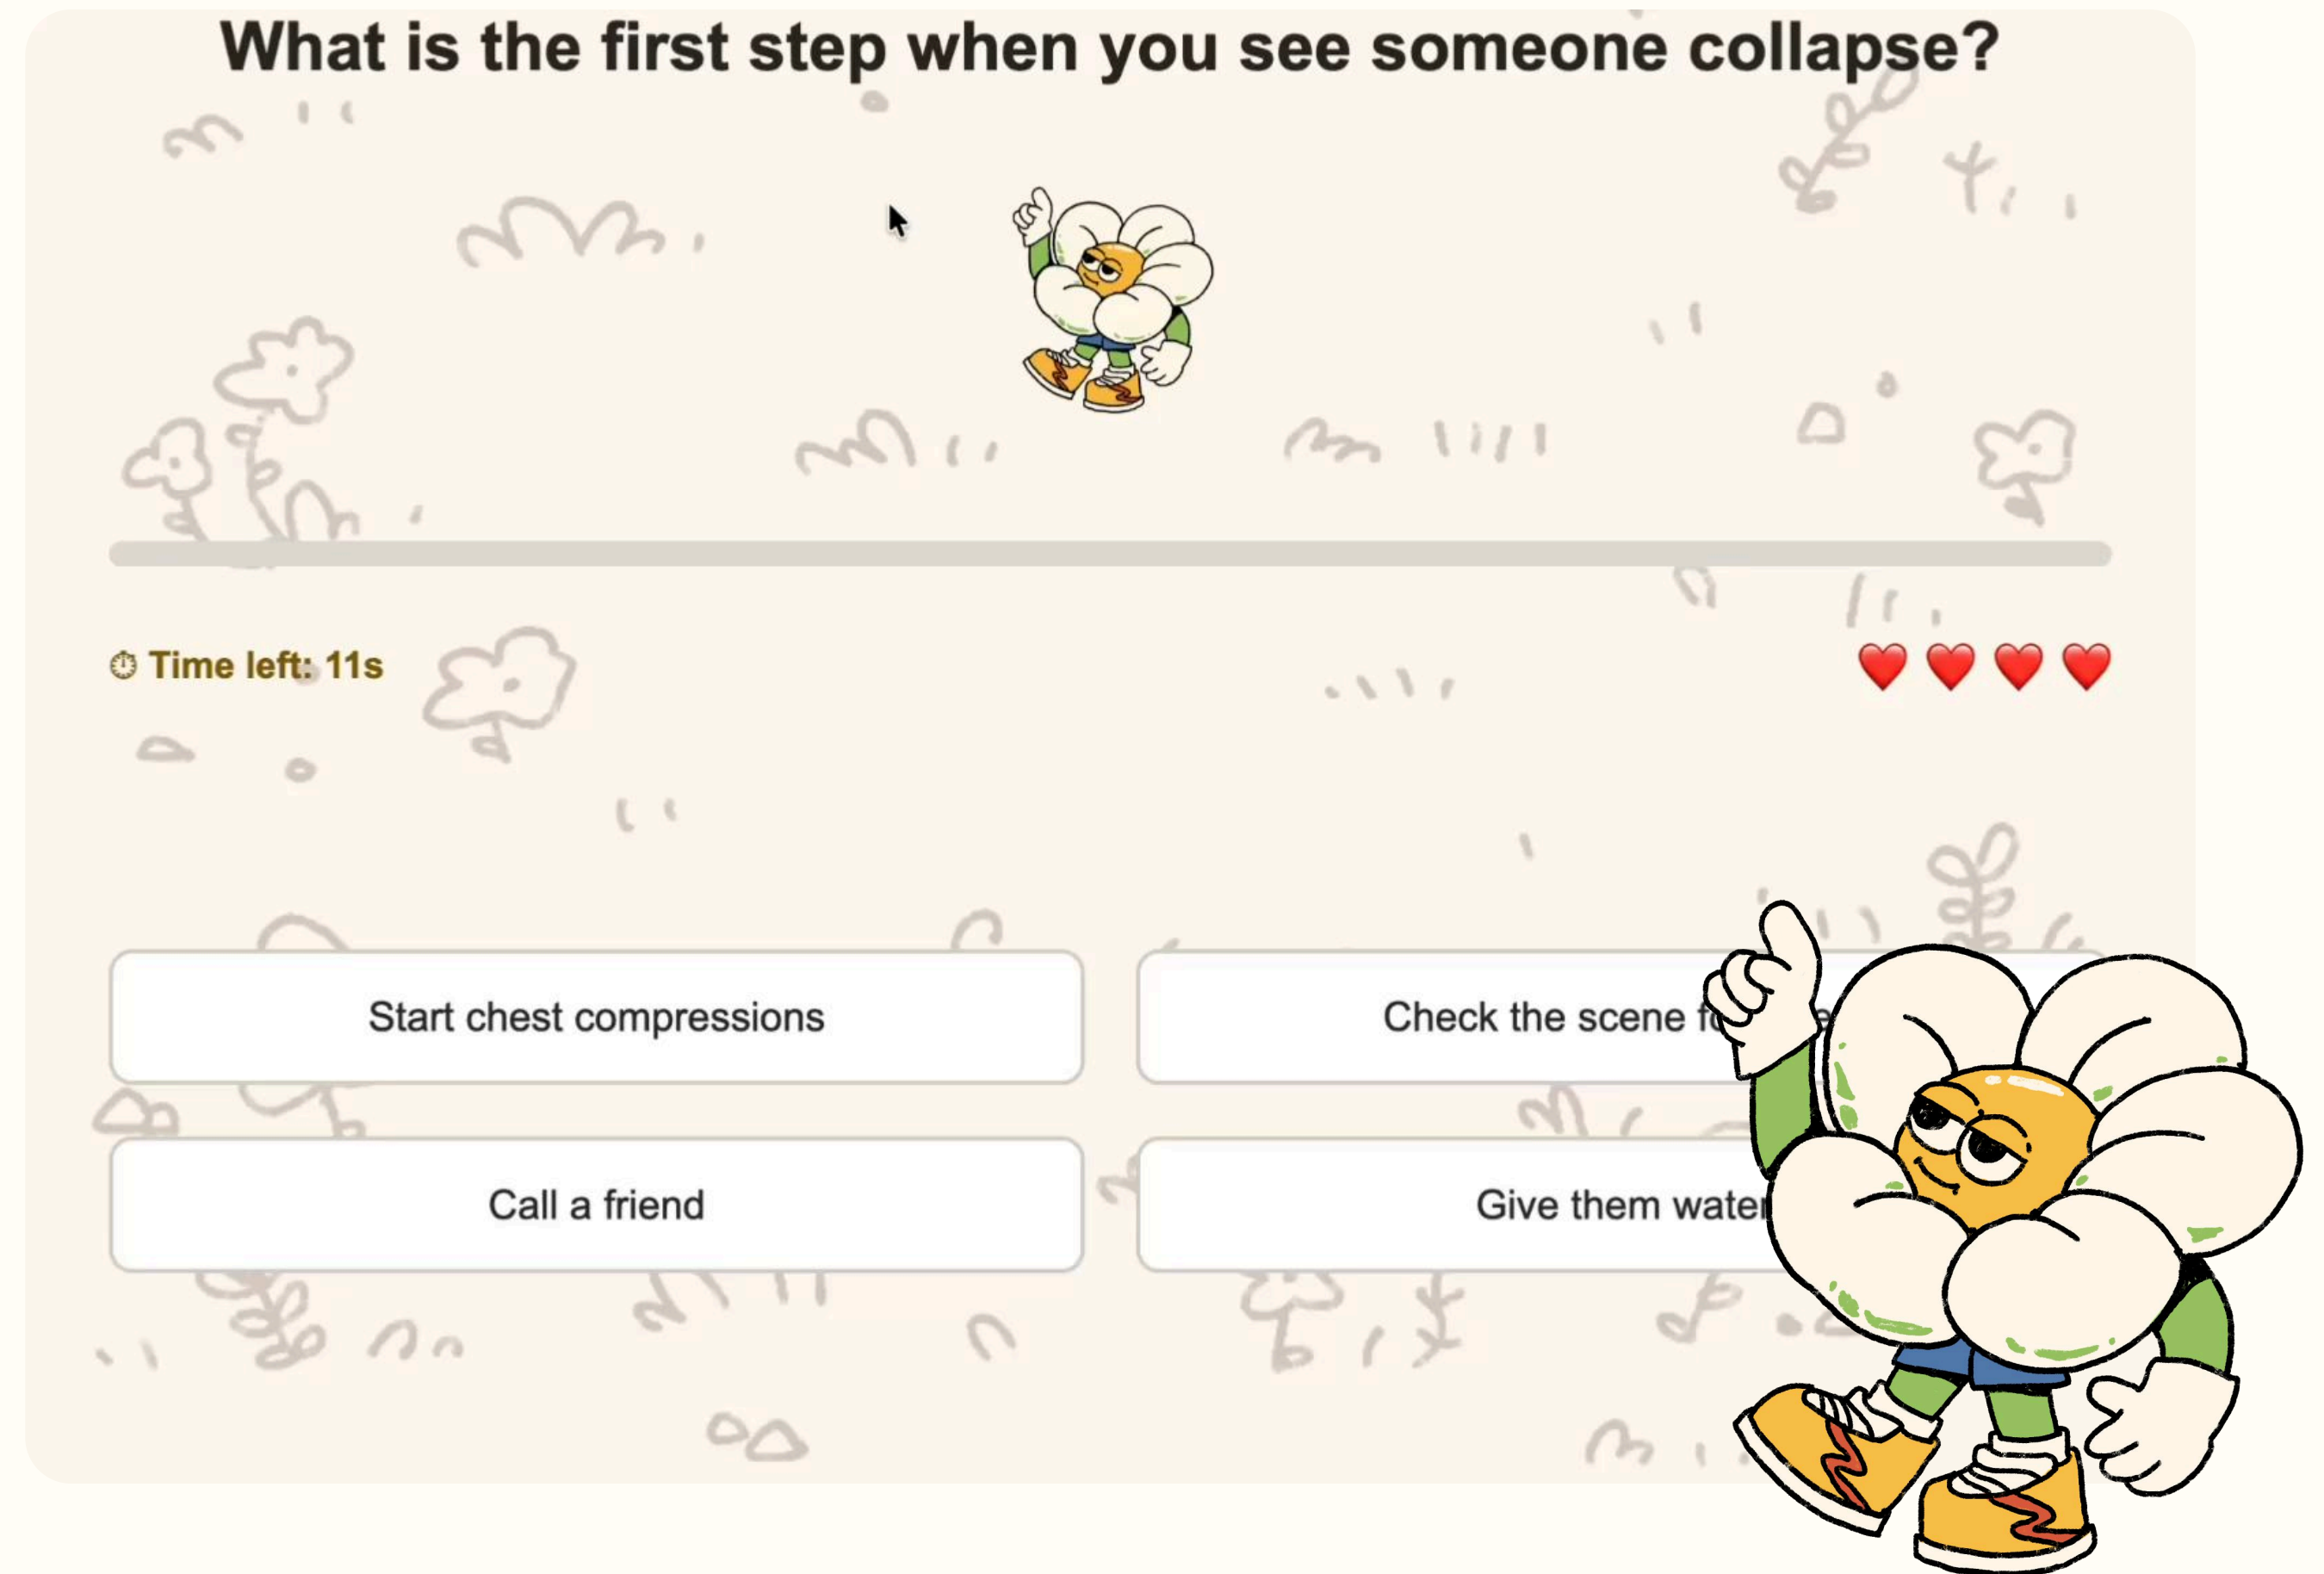 What is the first step when you see someone collapse?
Time left: 11s
Start chest compressions
Check the scene
Call a friend
Give them water